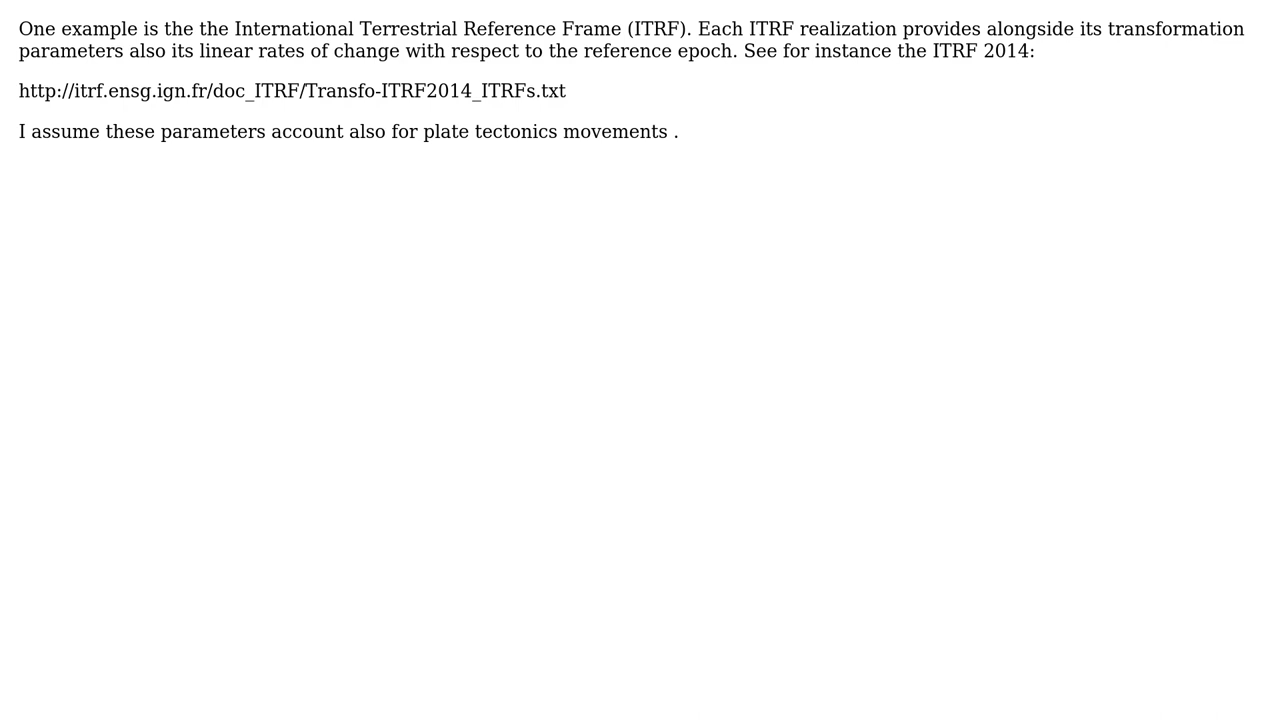 One example is the the International Terrestrial Reference Frame (ITRF). Each ITRF realization provides alongside its transformation
parameters also its linear rates of change with respect to the reference epoch. See for instance the ITRF 2014:
http://itrf.ensg.ign.fr/doc_ITRF/Transfo-ITRF2014_ITRFs.txt
I assume these parameters account also for plate tectonics movements .